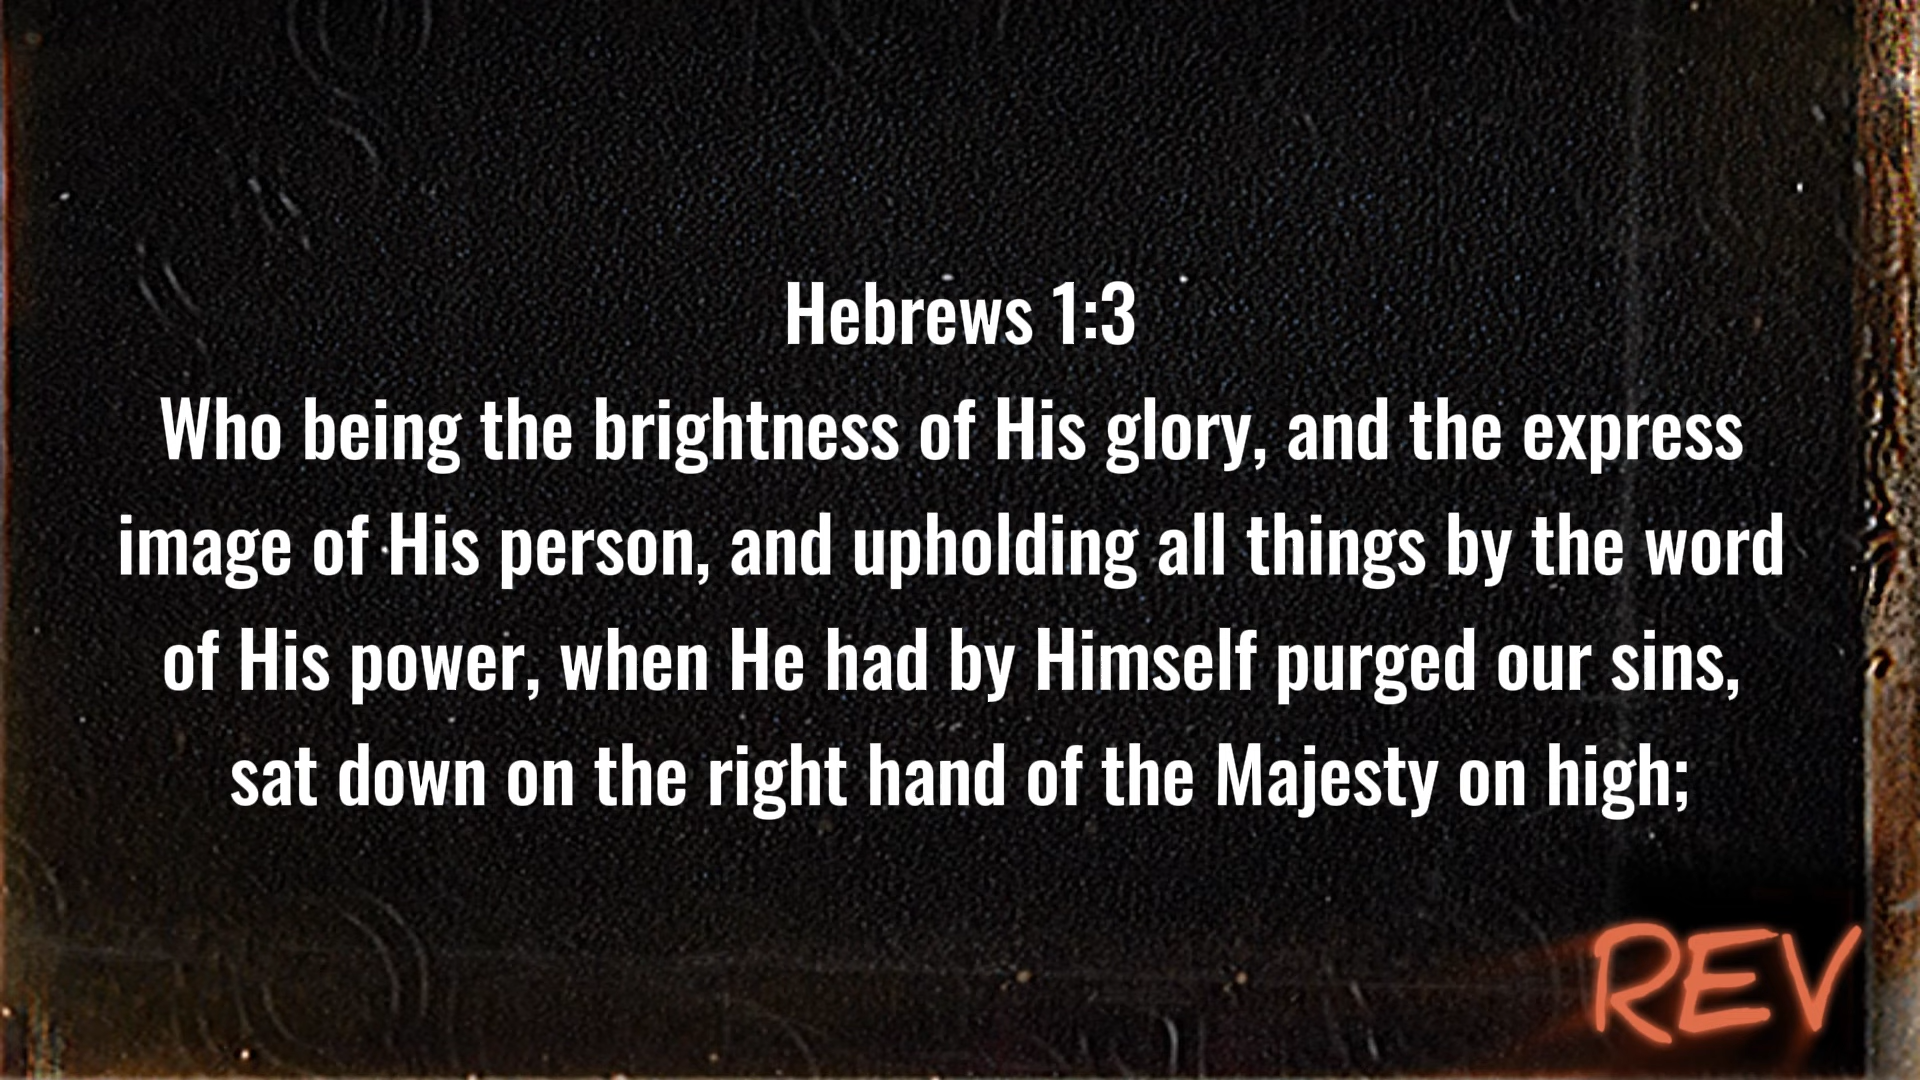 Hebrews 1:3
Who being the brightness of His glory, and the express
image of His person, and upholding all things by the word
of His power, when He had by Himself purged our sins,
sat down on the right hand of the Majesty on high;
REV